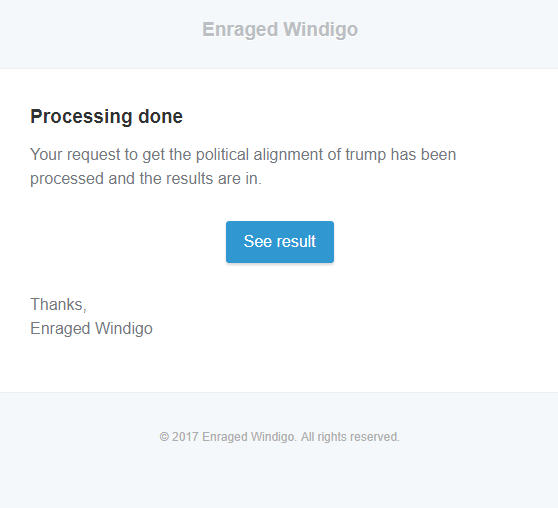 Enraged Windigo
Processing done
Your request to get the political alignment of trump has been
processed and the results are in.
See result
Thanks,
Enraged Windigo
© 2017 Enraged Windigo. All rights reserved.